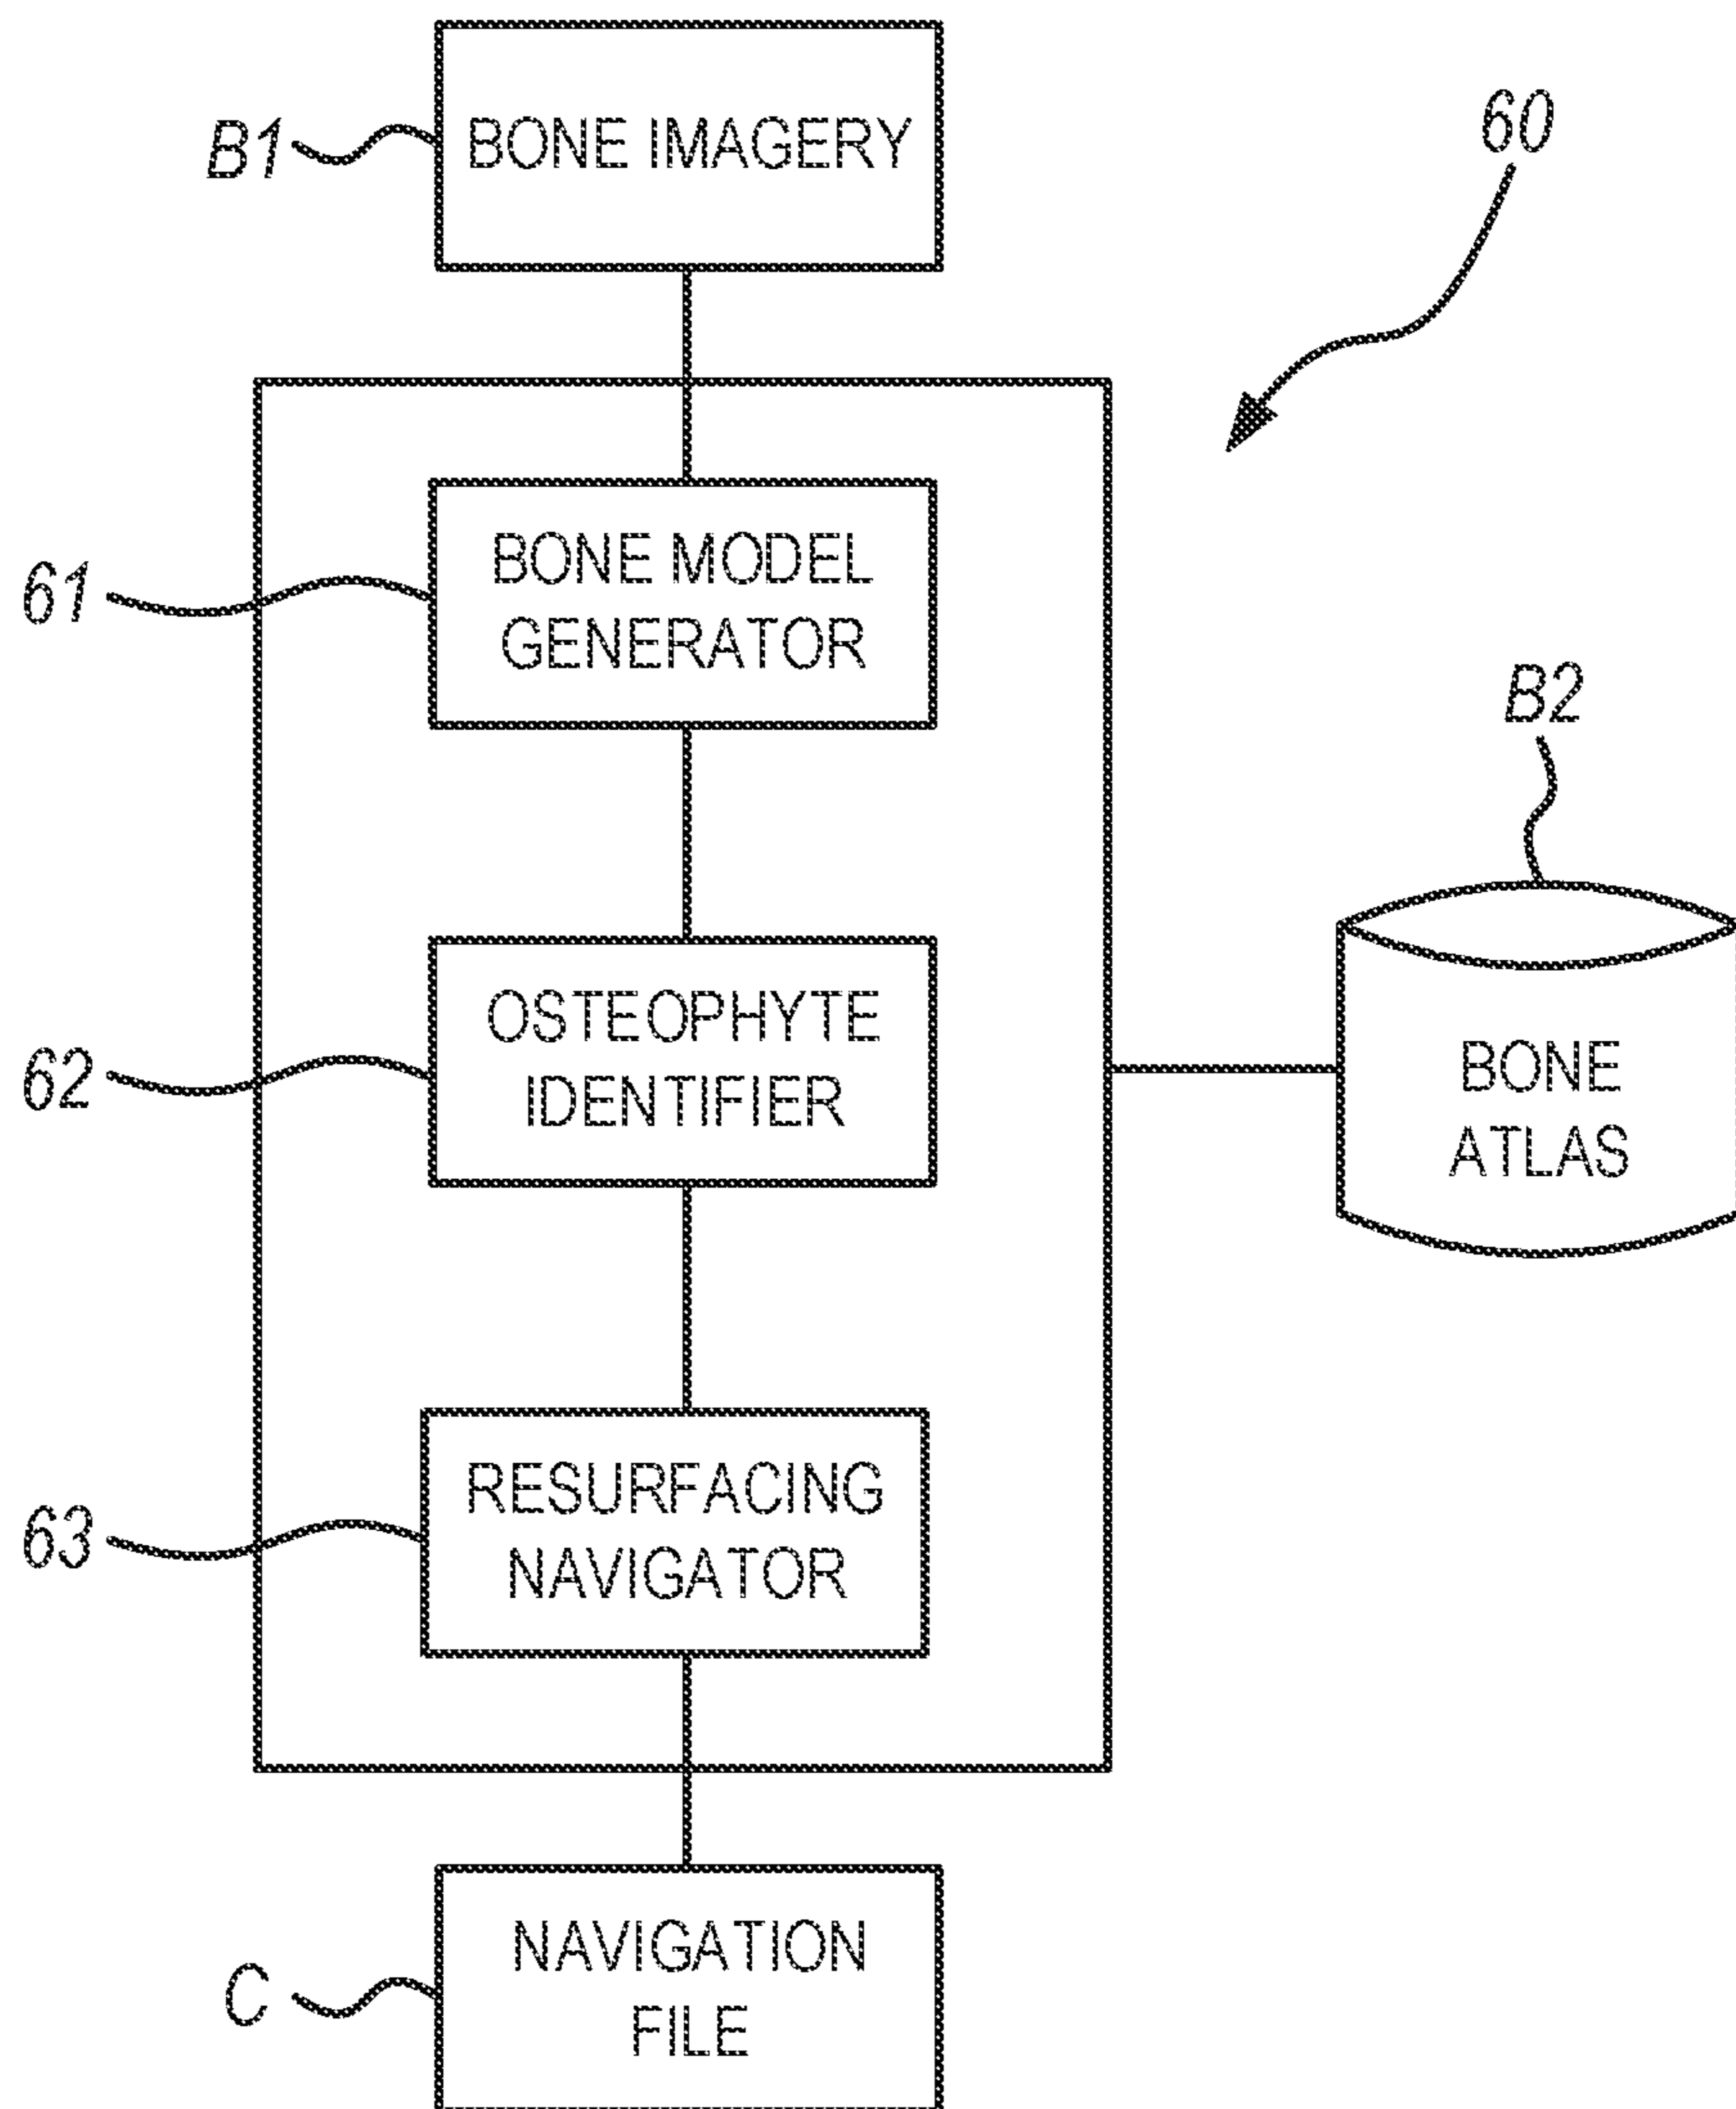 B1
BONE IMAGERY
60
61
BONE MODEL
GENERATOR
B2
62
OSTEOPHYTE
IDENTIFIER
BONE
ATLAS
63
RESURFACING
NAVIGATOR
C
NAVIGATION
FILE